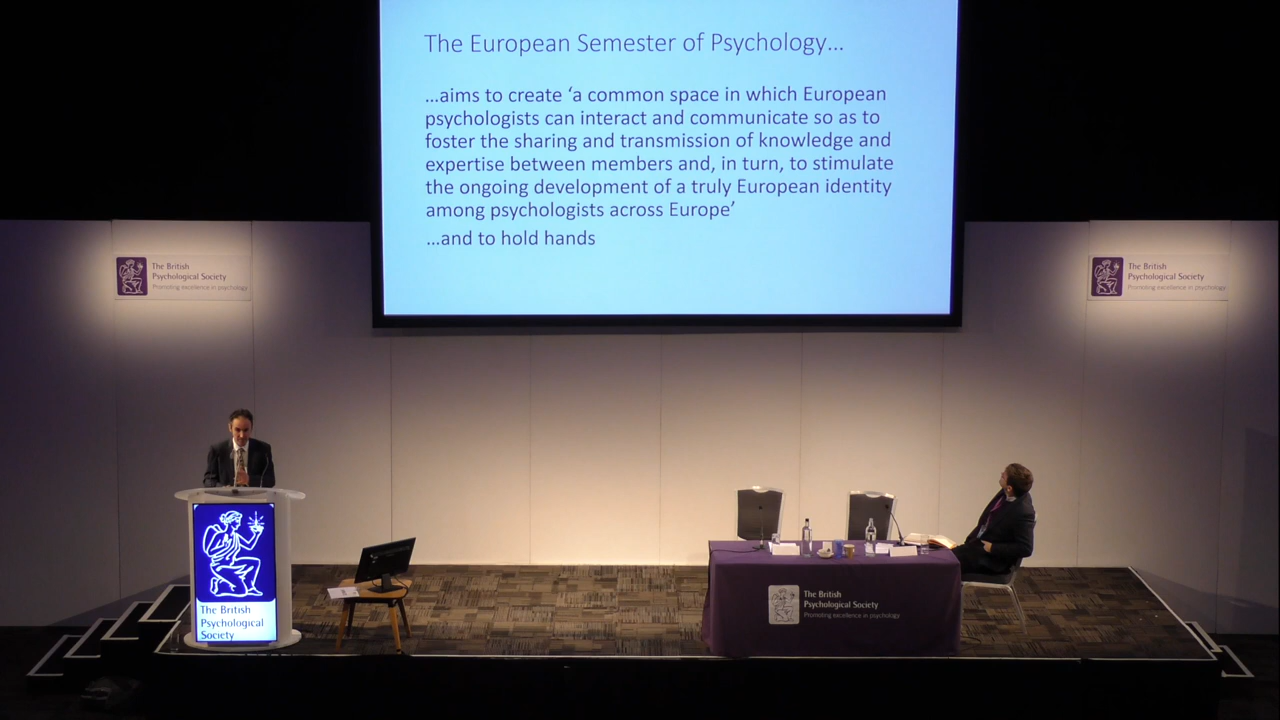 The European Semester of Psychology...
...aims to create ‘a common space in which European
psychologists can interact and communicate so as to
foster the sharing and transmission of knowledge and
expertise between members and, in turn, to stimulate
the ongoing development of a truly European identity
among psychologists across Europe’
...and to hold hands
The British
Psychological Society
Promoting excellence in psychology
The British
Psychological Society
Promoting excellence in psychology
The British
Psychological
Society
The British
Psychological Society
Promoting excellence in psychology